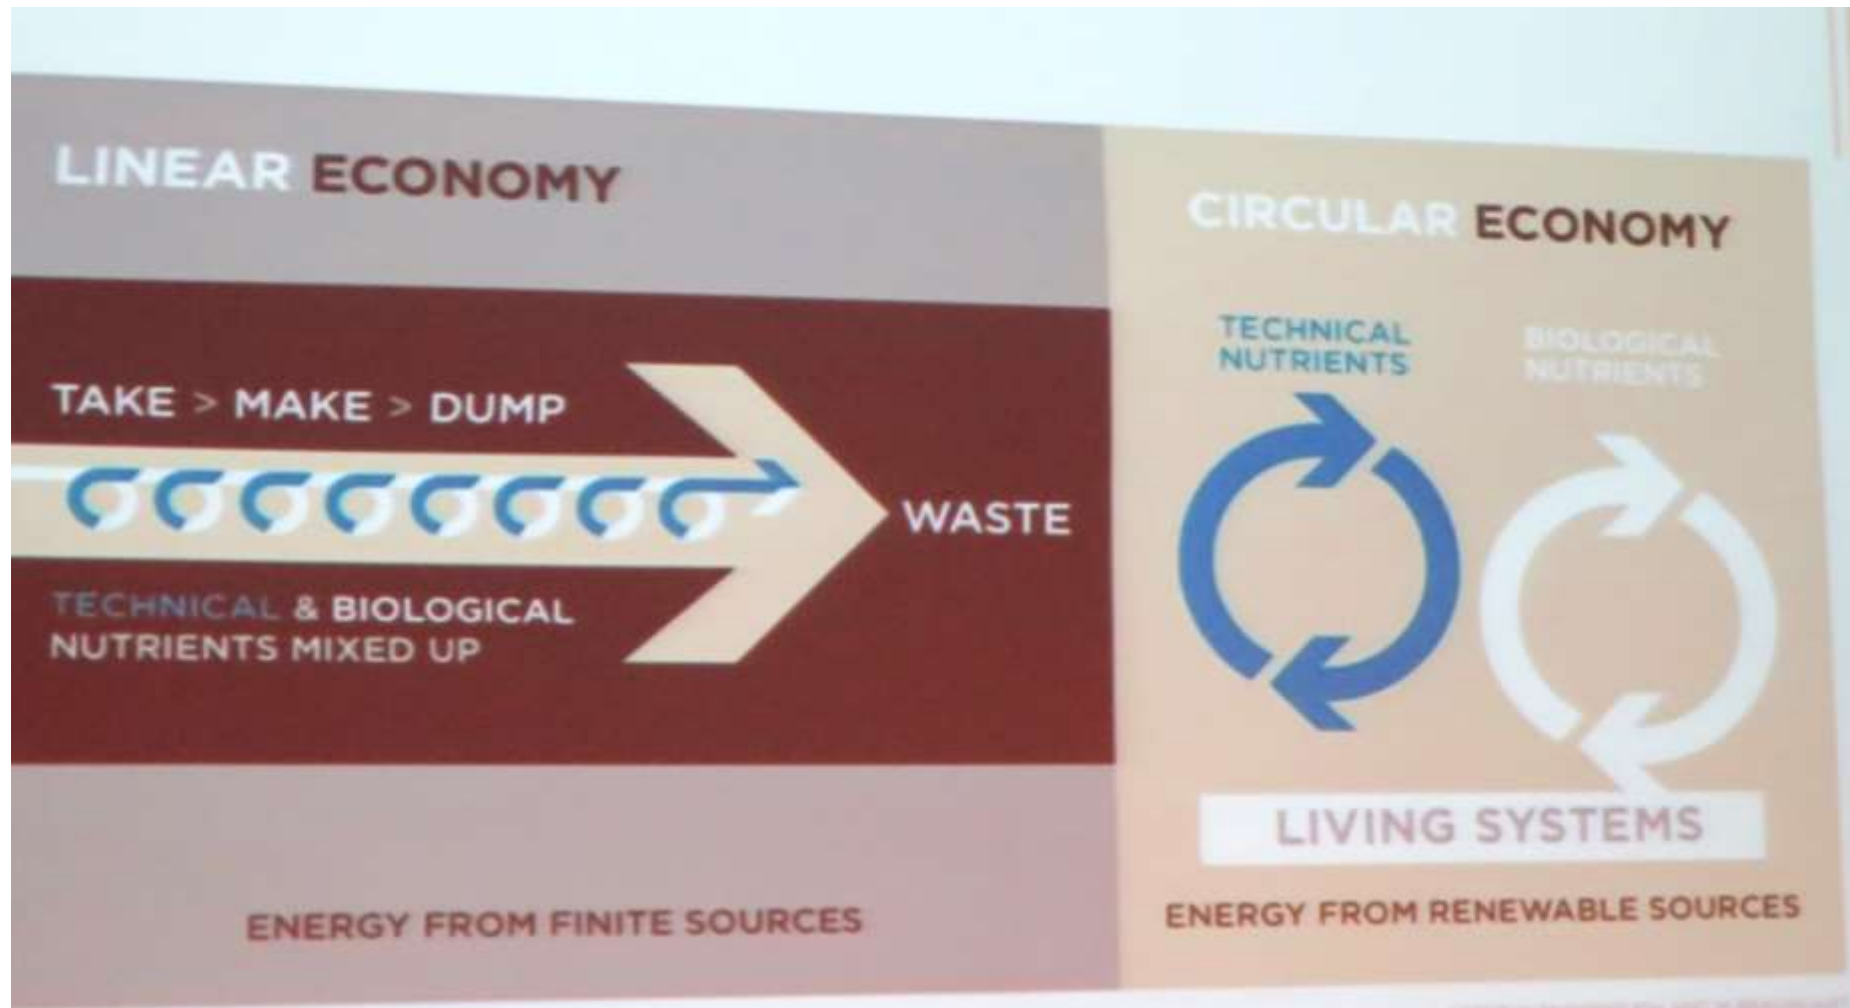 LINEAR ECONOMY
TAKE > MAKE > DUMP
WASTE
TECHNICAL & BIOLOGICAL
NUTRIENTS MIXED UP
ENERGY FROM FINITE SOURCES
CIRCULAR ECONOMY
TECHNICAL
NUTRIENTS
BIOLOGICAL
NUTRIENTS
LIVING SYSTEMS
ENERGY FROM RENEWABLE SOURCES